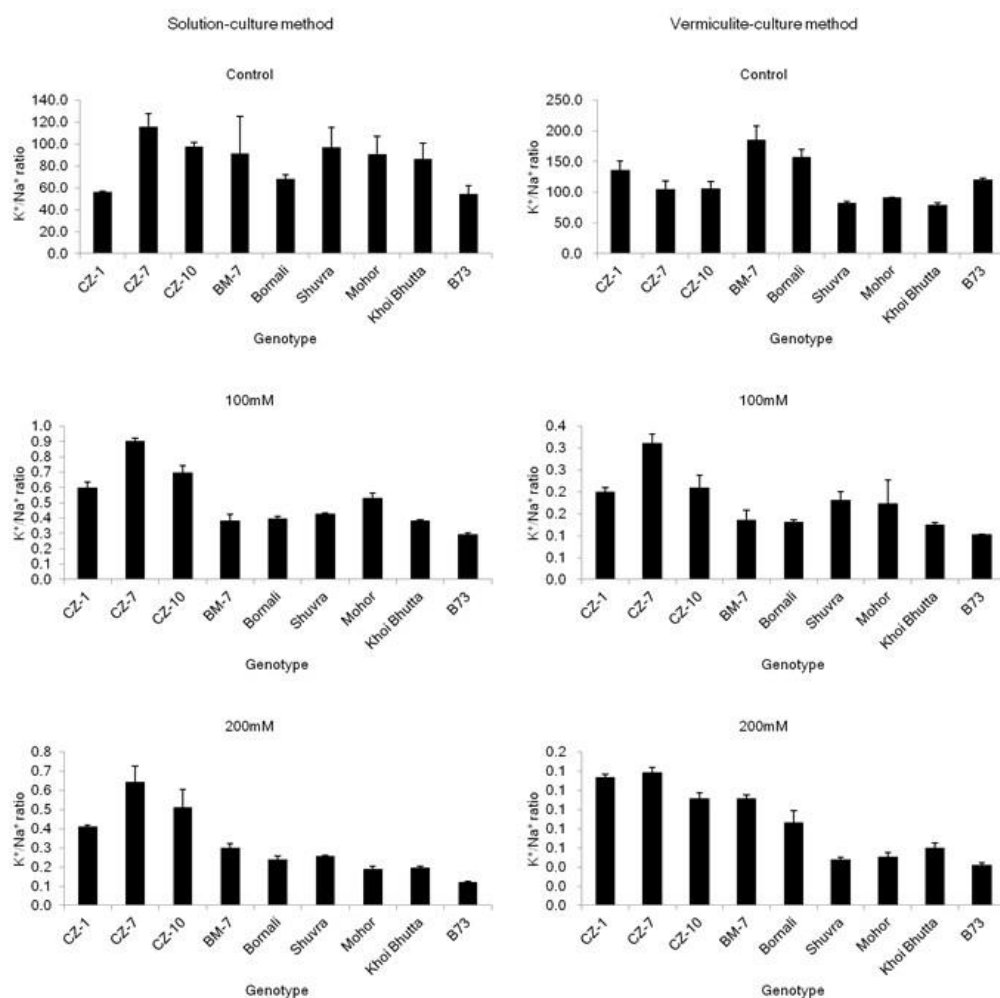 Solution-culture method
Vermiculite-culture method
Control
140.0
120.0
100.0
80.0
60.0
40.0
20.0
0.0
K⁺/Na⁺ ratio
CZ-1
CZ-7
CZ-10
BM-7
Bornali
Shuvra
Mohor
Khoi Bhutta
B73
Genotype
Control
250.0
200.0
150.0
100.0
50.0
0.0
K⁺/Na⁺ ratio
CZ-1
CZ-7
CZ-10
BM-7
Bornali
Shuvra
Mohor
Khoi Bhutta
B73
Genotype
100mM
1.0
0.9
0.8
0.7
0.6
0.5
0.4
0.3
0.2
0.1
0.0
K⁺/Na⁺ ratio
CZ-1
CZ-7
CZ-10
BM-7
Bornali
Shuvra
Mohor
Khoi Bhutta
B73
Genotype
100mM
0.4
0.3
0.3
0.2
0.2
0.1
0.1
0.0
K⁺/Na⁺ ratio
CZ-1
CZ-7
CZ-10
BM-7
Bornali
Shuvra
Mohor
Khoi Bhutta
B73
Genotype
200mM
0.8
0.7
0.6
0.5
0.4
0.3
0.2
0.1
0.0
K⁺/Na⁺ ratio
CZ-1
CZ-7
CZ-10
BM-7
Bornali
Shuvra
Mohor
Khoi Bhutta
B73
Genotype
200mM
0.2
0.1
0.1
0.1
0.1
0.1
0.0
0.0
0.0
K⁺/Na⁺ ratio
CZ-1
CZ-7
CZ-10
BM-7
Bornali
Shuvra
Mohor
Khoi Bhutta
B73
Genotype